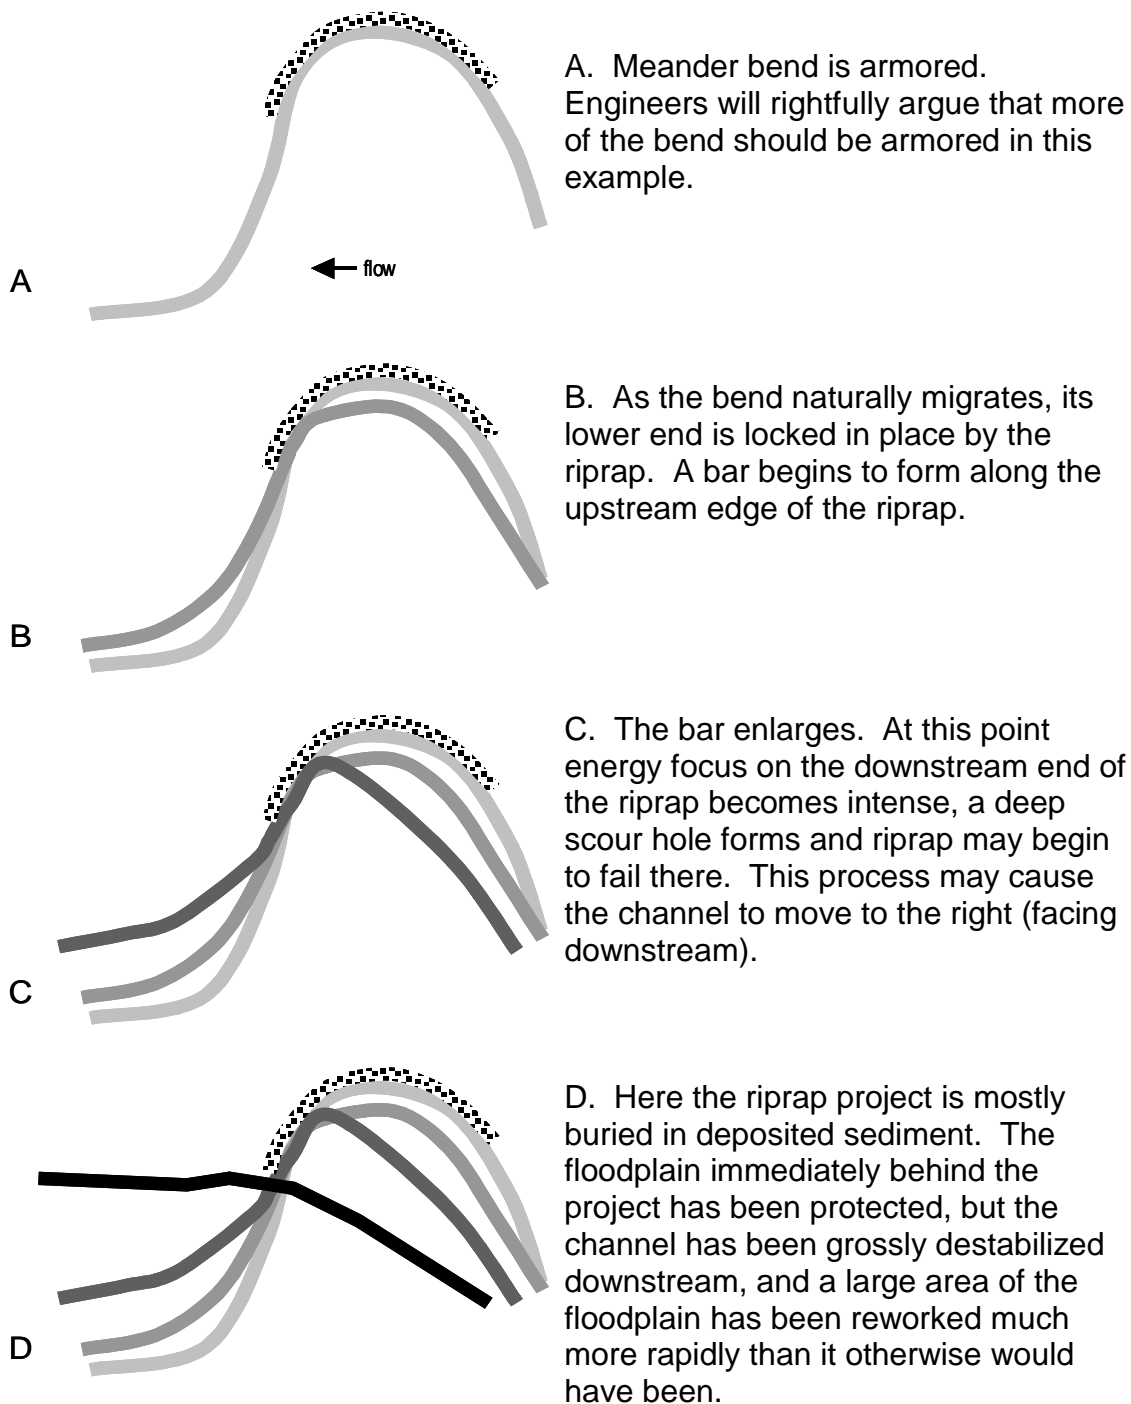 A.  Meander bend is armored.
Engineers will rightfully argue that more
of the bend should be armored in this
example.
flow
A
B.  As the bend naturally migrates, its
lower end is locked in place by the
riprap.  A bar begins to form along the
upstream edge of the riprap.
B
C.  The bar enlarges.  At this point
energy focus on the downstream end of
the riprap becomes intense, a deep
scour hole forms and riprap may begin
to fail there.  This process may cause
the channel to move to the right (facing
downstream).
C
D.  Here the riprap project is mostly
buried in deposited sediment.  The
floodplain immediately behind the
project has been protected, but the
channel has been grossly destabilized
downstream, and a large area of the
floodplain has been reworked much
more rapidly than it otherwise would
have been.
D